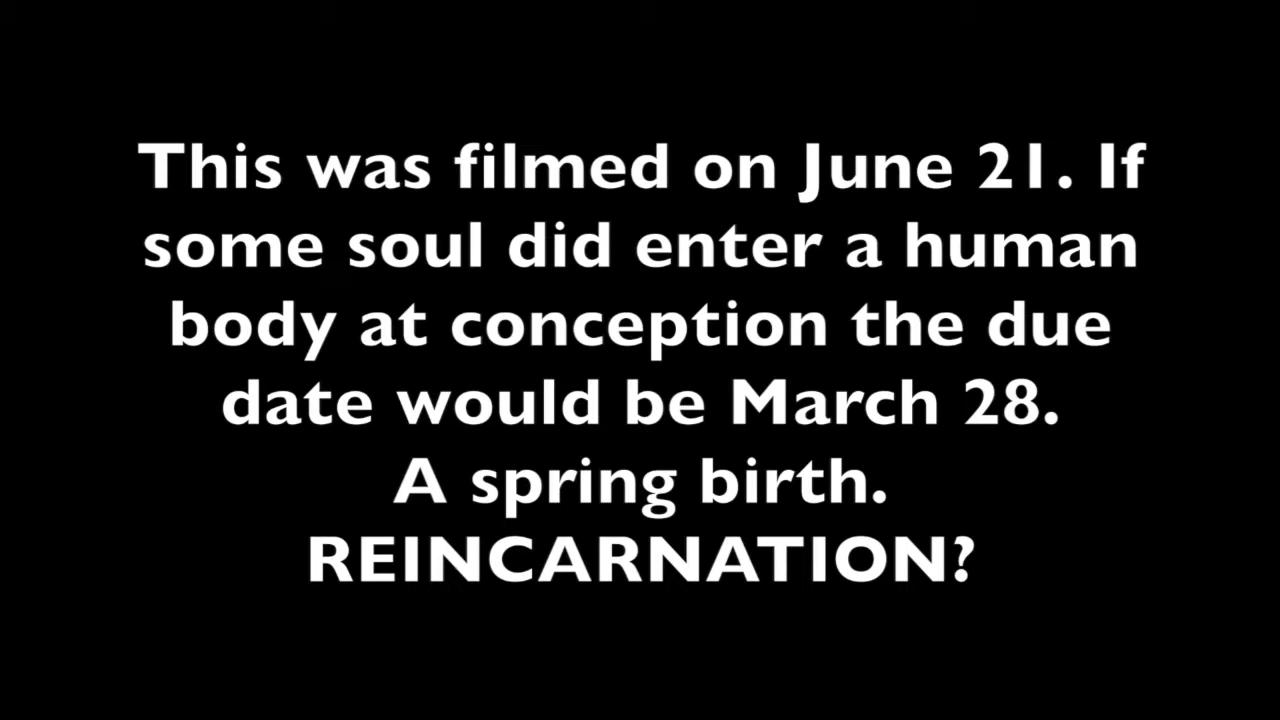 This was filmed on June 21. If
some soul did enter a human
body at conception the due
date would be March 28.
A spring birth.
REINCARNATION?